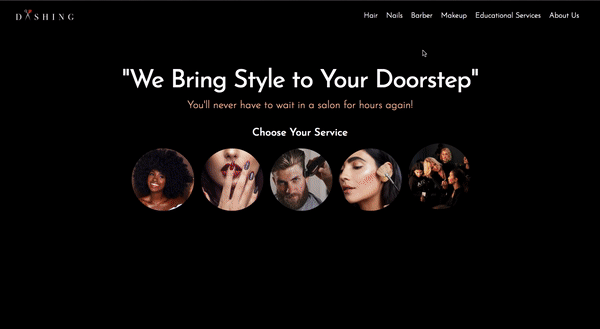 DASHING
Hair Nails Barber Makeup Educational Services About Us
"We Bring Style to Your Doorstep"
You'll never have to wait in a salon for hours again!
Choose Your Service